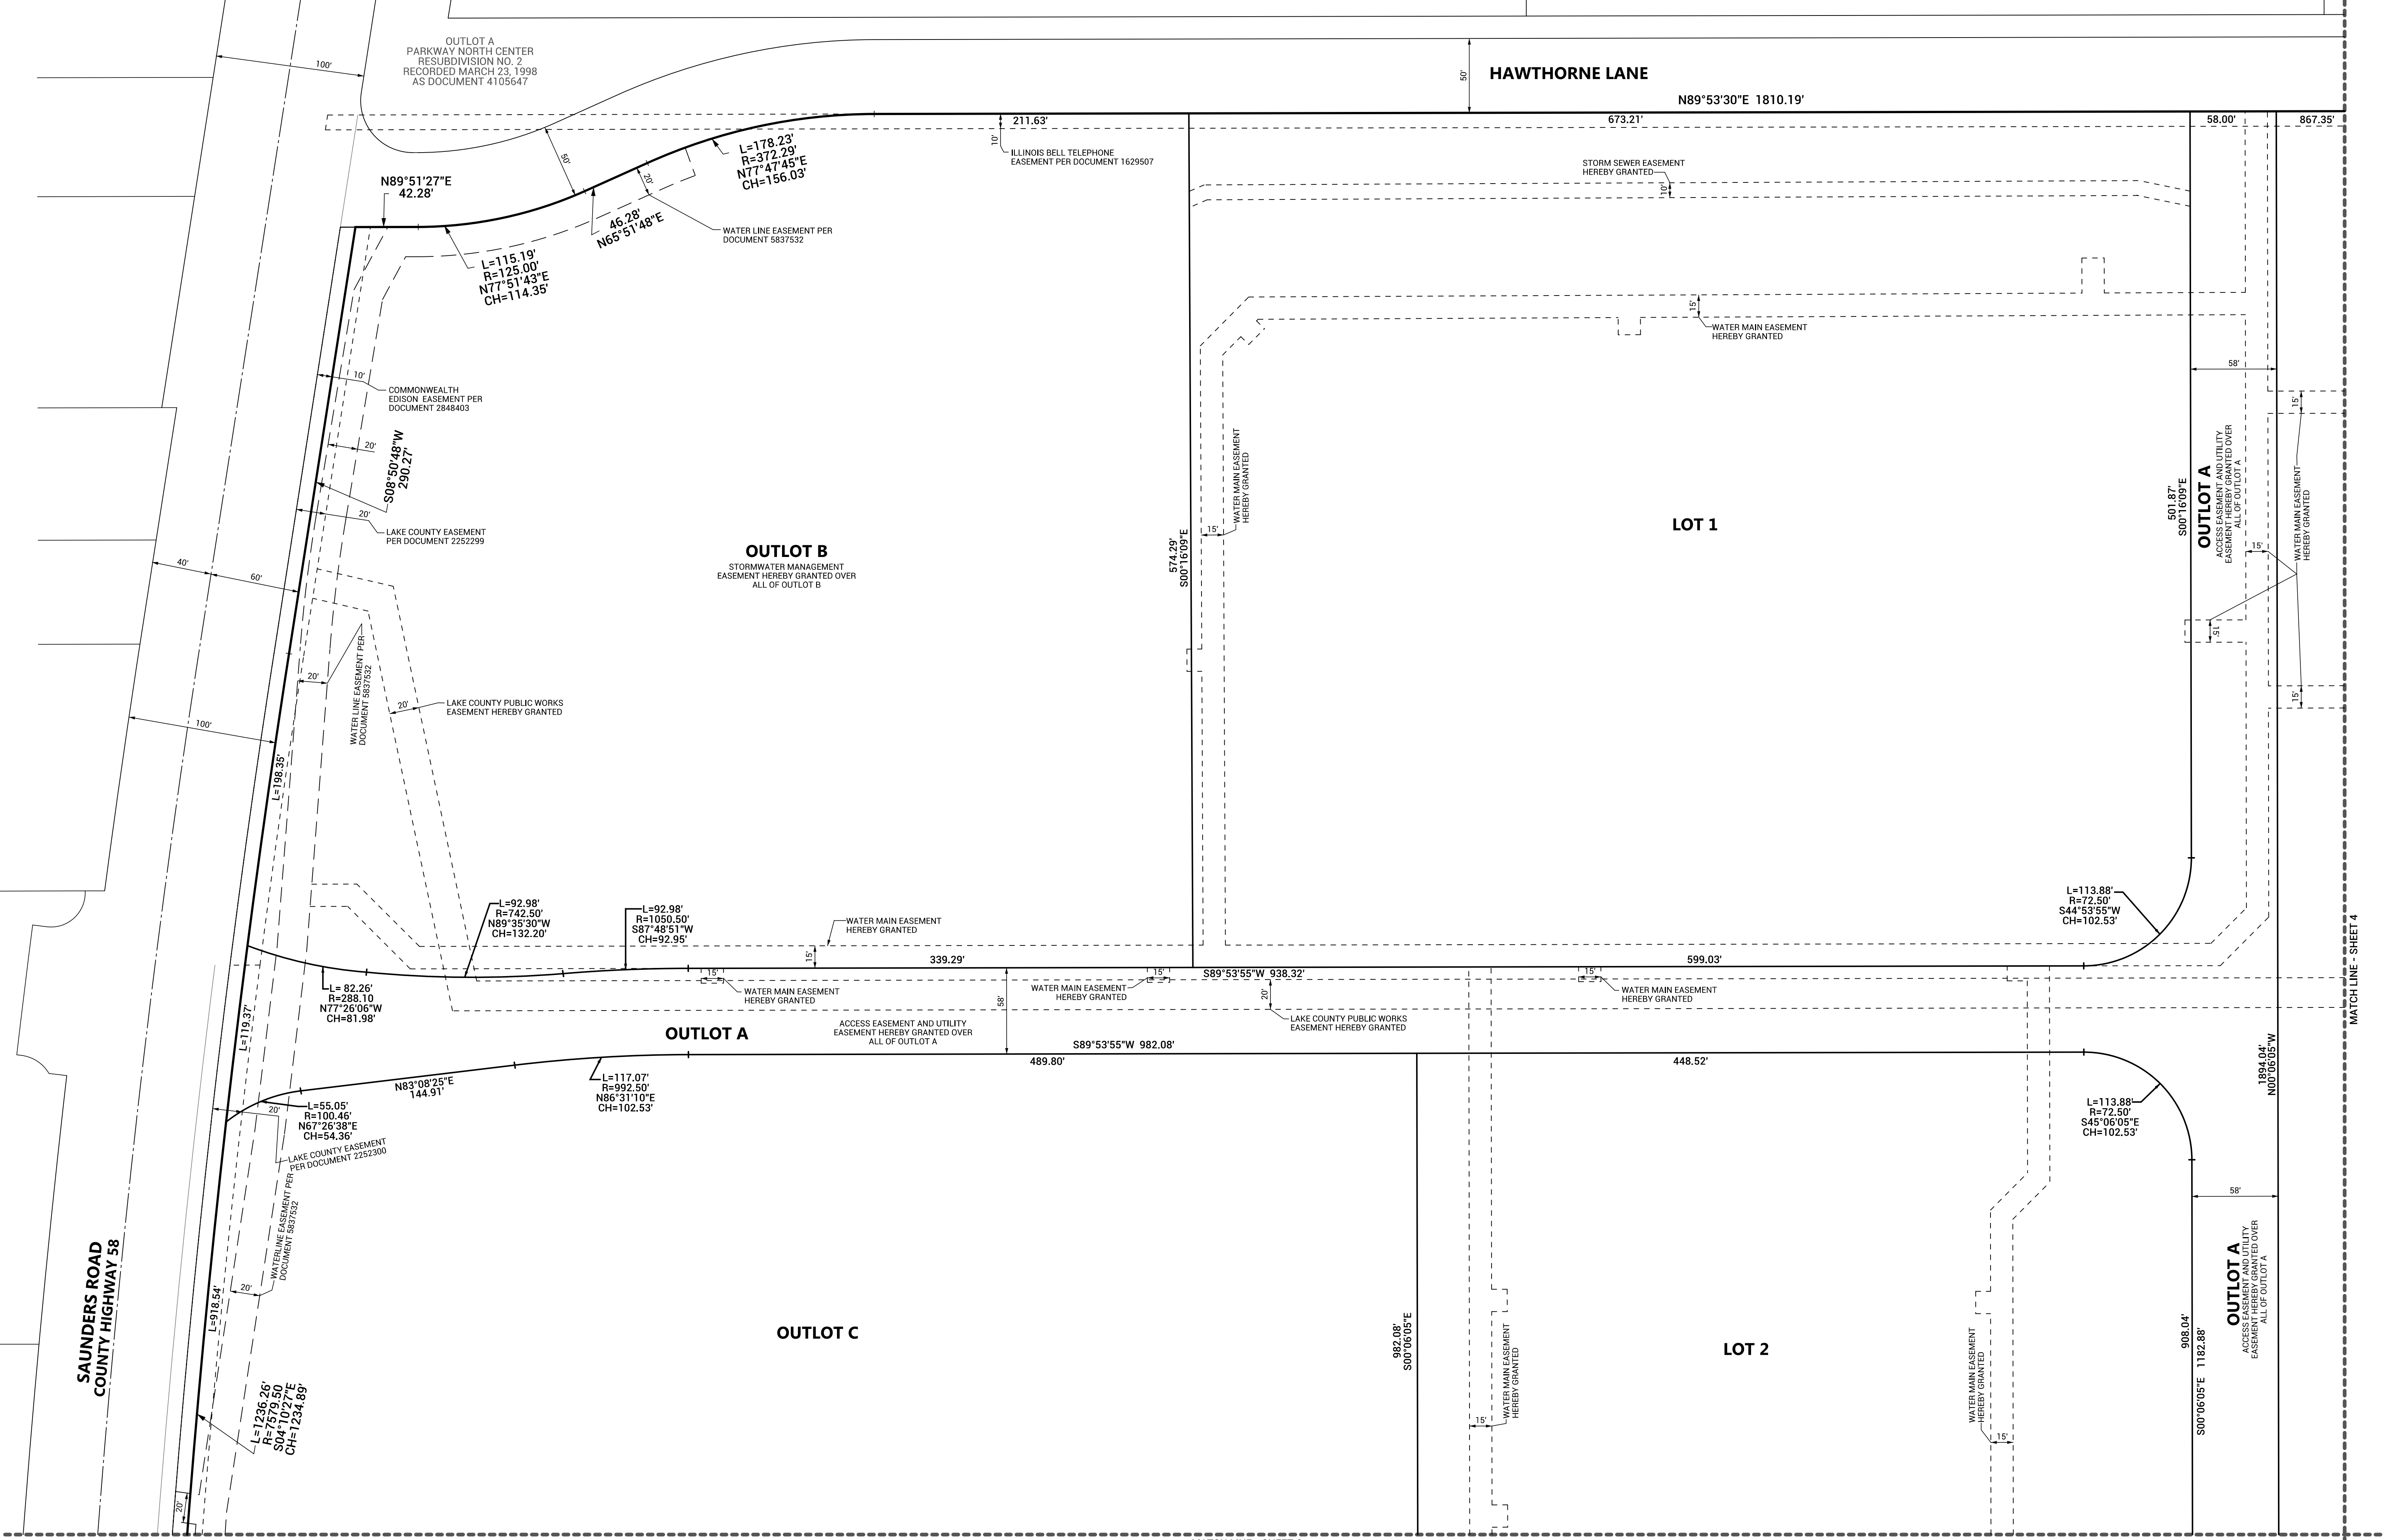 OUTLOT A
PARKWAY NORTH CENTER
RESUBDIVISION NO. 2
RECORDED MARCH 23, 1998
AS DOCUMENT 4105647
100'
50'
HAWTHORNE LANE
N89°53'30"E 1810.19'
211.63'
673.21'
58.00'
867.35'
10'
ILLINOIS BELL TELEPHONE
EASEMENT PER DOCUMENT 1629507
50'
L=178.23'
R=372.29'
N77°47'45"E
CH=156.03'
20'
N89°51'27"E
42.28'
46.28'
N65°51'48"E
WATER LINE EASEMENT PER
DOCUMENT 5837532
L=115.19'
R=125.00'
N77°51'43"E
CH=114.35'
STORM SEWER EASEMENT
HEREBY GRANTED
10'
15'
WATER MAIN EASEMENT
HEREBY GRANTED
10'
COMMONWEALTH
EDISON EASEMENT PER
DOCUMENT 2848403
20'
S08°50'48"W
290.27'
20'
LAKE COUNTY EASEMENT
PER DOCUMENT 2252299
40'
60'
OUTLOT B
STORMWATER MANAGEMENT
EASEMENT HEREBY GRANTED OVER
ALL OF OUTLOT B
574.29'
S00°16'09"E
15'
WATER MAIN EASEMENT
HEREBY GRANTED
LOT 1
501.87'
S00°16'09"E
58'
OUTLOT A
ACCESS EASEMENT AND UTILITY
EASEMENT HEREBY GRANTED OVER
ALL OF OUTLOT A
15'
15'
WATER MAIN EASEMENT
HEREBY GRANTED
15'
15'
20'
WATER LINE EASEMENT PER
DOCUMENT 5837532
20'
LAKE COUNTY PUBLIC WORKS
EASEMENT HEREBY GRANTED
100'
L=198.35'
L=92.98'
R=742.50'
N89°35'30"W
CH=132.20'
L=92.98'
R=1050.50'
S87°48'51"W
CH=92.95'
WATER MAIN EASEMENT
HEREBY GRANTED
15'
L=113.88'
R=72.50'
S44°53'55"W
CH=102.53'
339.29'
S89°53'55"W 938.32'
599.03'
L= 82.26'
R=288.10
N77°26'06"W
CH=81.98'
15'
WATER MAIN EASEMENT
HEREBY GRANTED
58'
WATER MAIN EASEMENT
HEREBY GRANTED
15'
20'
LAKE COUNTY PUBLIC WORKS
EASEMENT HEREBY GRANTED
15'
WATER MAIN EASEMENT
HEREBY GRANTED
MATCH LINE - SHEET 4
L=119.37'
OUTLOT A
ACCESS EASEMENT AND UTILITY
EASEMENT HEREBY GRANTED OVER
ALL OF OUTLOT A
S89°53'55"W 982.08'
489.80'
448.52'
1894.04'
N00°06'05"W
N83°08'25"E
144.91'
L=117.07'
R=992.50'
N86°31'10"E
CH=102.53'
20'
L=55.05'
R=100.46'
N67°26'38"E
CH=54.36'
LAKE COUNTY EASEMENT
PER DOCUMENT 2252300
L=113.88'
R=72.50'
S45°06'05"E
CH=102.53'
58'
WATERLINE EASEMENT PER
DOCUMENT 5837532
20'
L=918.54'
SAUNDERS ROAD
COUNTY HIGHWAY 58
L=1236.26'
R=7579.50
S04°10'27"E
CH=1234.89'
20'
OUTLOT C
982.08'
S00°06'05"E
15'
WATER MAIN EASEMENT
HEREBY GRANTED
LOT 2
WATER MAIN EASEMENT
HEREBY GRANTED
15'
908.04'
S00°06'05"E 1182.88'
OUTLOT A
ACCESS EASEMENT AND UTILITY
EASEMENT HEREBY GRANTED OVER
ALL OF OUTLOT A